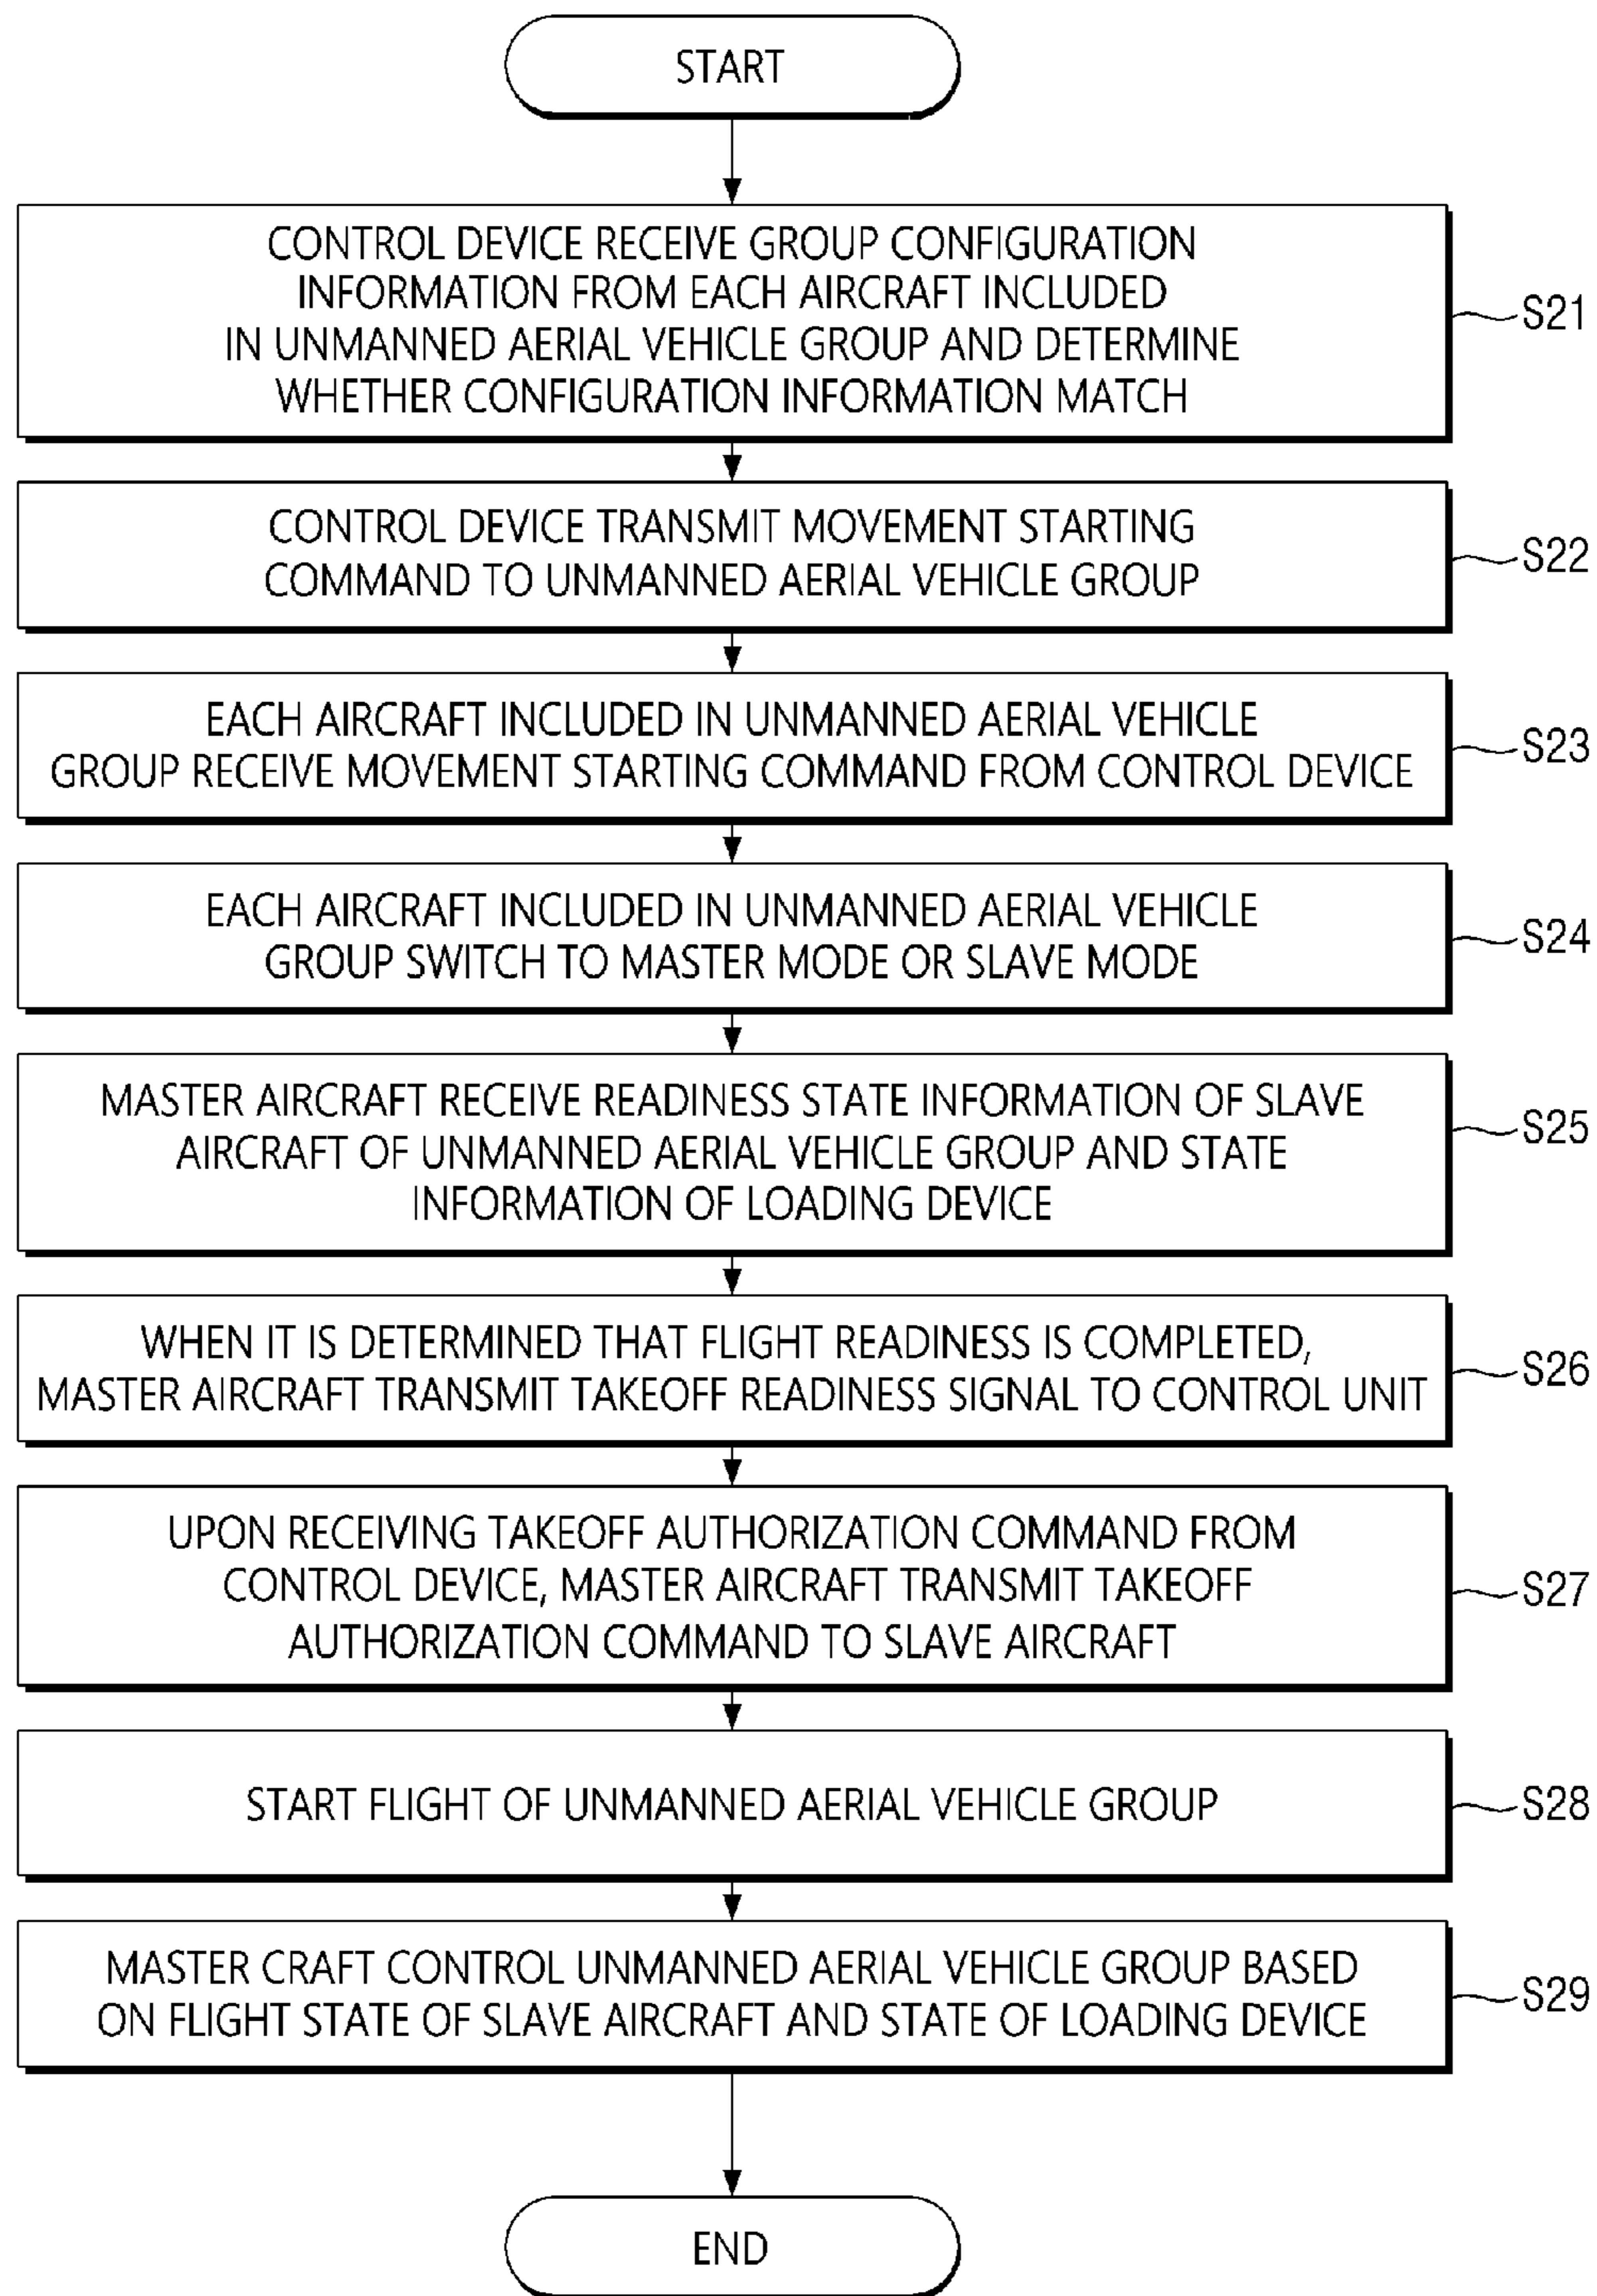 START
CONTROL DEVICE RECEIVE GROUP CONFIGURATION
INFORMATION FROM EACH AIRCRAFT INCLUDED
IN UNMANNED AERIAL VEHICLE GROUP AND DETERMINE
WHETHER CONFIGURATION INFORMATION MATCH
S21
CONTROL DEVICE TRANSMIT MOVEMENT STARTING
COMMAND TO UNMANNED AERIAL VEHICLE GROUP
S22
EACH AIRCRAFT INCLUDED IN UNMANNED AERIAL VEHICLE
GROUP RECEIVE MOVEMENT STARTING COMMAND FROM CONTROL DEVICE
S23
EACH AIRCRAFT INCLUDED IN UNMANNED AERIAL VEHICLE
GROUP SWITCH TO MASTER MODE OR SLAVE MODE
S24
MASTER AIRCRAFT RECEIVE READINESS STATE INFORMATION OF SLAVE
AIRCRAFT OF UNMANNED AERIAL VEHICLE GROUP AND STATE
INFORMATION OF LOADING DEVICE
S25
WHEN IT IS DETERMINED THAT FLIGHT READINESS IS COMPLETED,
MASTER AIRCRAFT TRANSMIT TAKEOFF READINESS SIGNAL TO CONTROL UNIT
S26
UPON RECEIVING TAKEOFF AUTHORIZATION COMMAND FROM
CONTROL DEVICE, MASTER AIRCRAFT TRANSMIT TAKEOFF
AUTHORIZATION COMMAND TO SLAVE AIRCRAFT
S27
START FLIGHT OF UNMANNED AERIAL VEHICLE GROUP
S28
MASTER CRAFT CONTROL UNMANNED AERIAL VEHICLE GROUP BASED
ON FLIGHT STATE OF SLAVE AIRCRAFT AND STATE OF LOADING DEVICE
S29
END